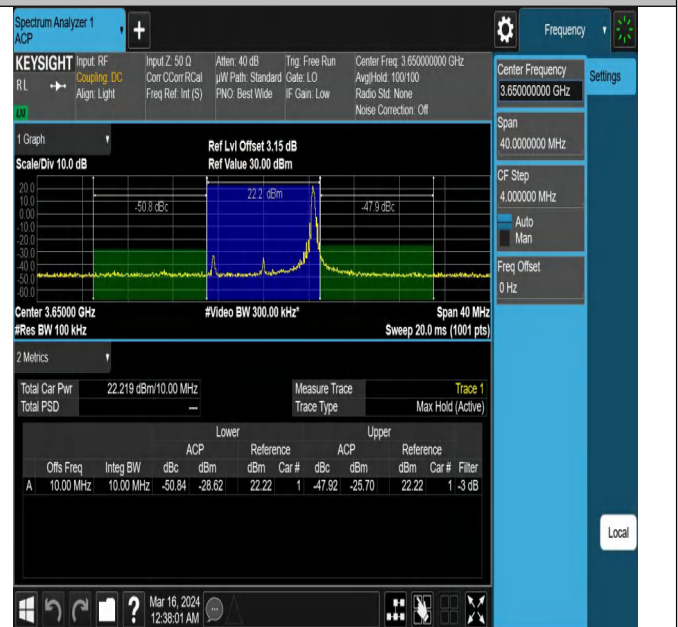 Spectrum Analyzer 1
ACP
+
Frequency
KEYSIGHT Input: RF Input Z: 50 Ω Atten: 40 dB Trig: Free Run Center Freq: 3.650000000 GHz
RL Coupling: DC Corr CCorr RCal µW Path: Standard Gate: LO Avg|Hold: 100/100
Align: Light Freq Ref: Int (S) PNO: Best Wide IF Gain: Low Radio Std: None
LXI Noise Correction: Off
Center Frequency
3.650000000 GHz
Settings
Span
40.0000000 MHz
CF Step
4.000000 MHz
Auto
Man
Freq Offset
0 Hz
Local
1 Graph
Ref Lvl Offset 3.15 dB
Scale/Div 10.0 dB Ref Value 30.00 dBm
20.0
10.0
0.00
-10.0
-20.0
-30.0
-40.0
-50.0
-60.0
-50.8 dBc 22.2 dBm -47.9 dBc
Center 3.65000 GHz #Video BW 300.00 kHz* Span 40 MHz
#Res BW 100 kHz Sweep 20.0 ms (1001 pts)
2 Metrics
Total Car Pwr 22.219 dBm/10.00 MHz Measure Trace Trace 1
Total PSD --- Trace Type Max Hold (Active)
Lower Upper
ACP Reference ACP Reference
Offs Freq Integ BW dBc dBm dBm Car # dBc dBm dBm Car # Filter
A 10.00 MHz 10.00 MHz -50.84 -28.62 22.22 1 -47.92 -25.70 22.22 1 -3 dB
? Mar 16, 2024
12:38:01 AM